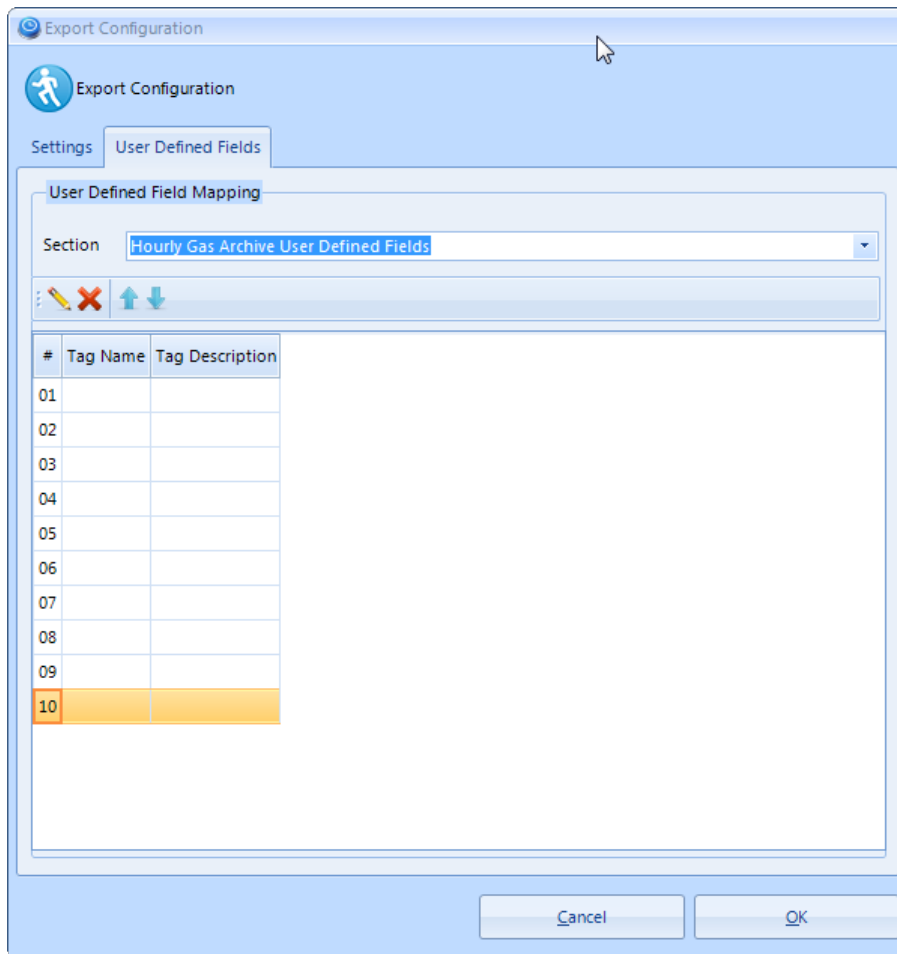 Export Configuration
Export Configuration
Settings User Defined Fields
User Defined Field Mapping
Section Hourly Gas Archive User Defined Fields
# Tag Name Tag Description
01
02
03
04
05
06
07
08
09
10
Cancel OK